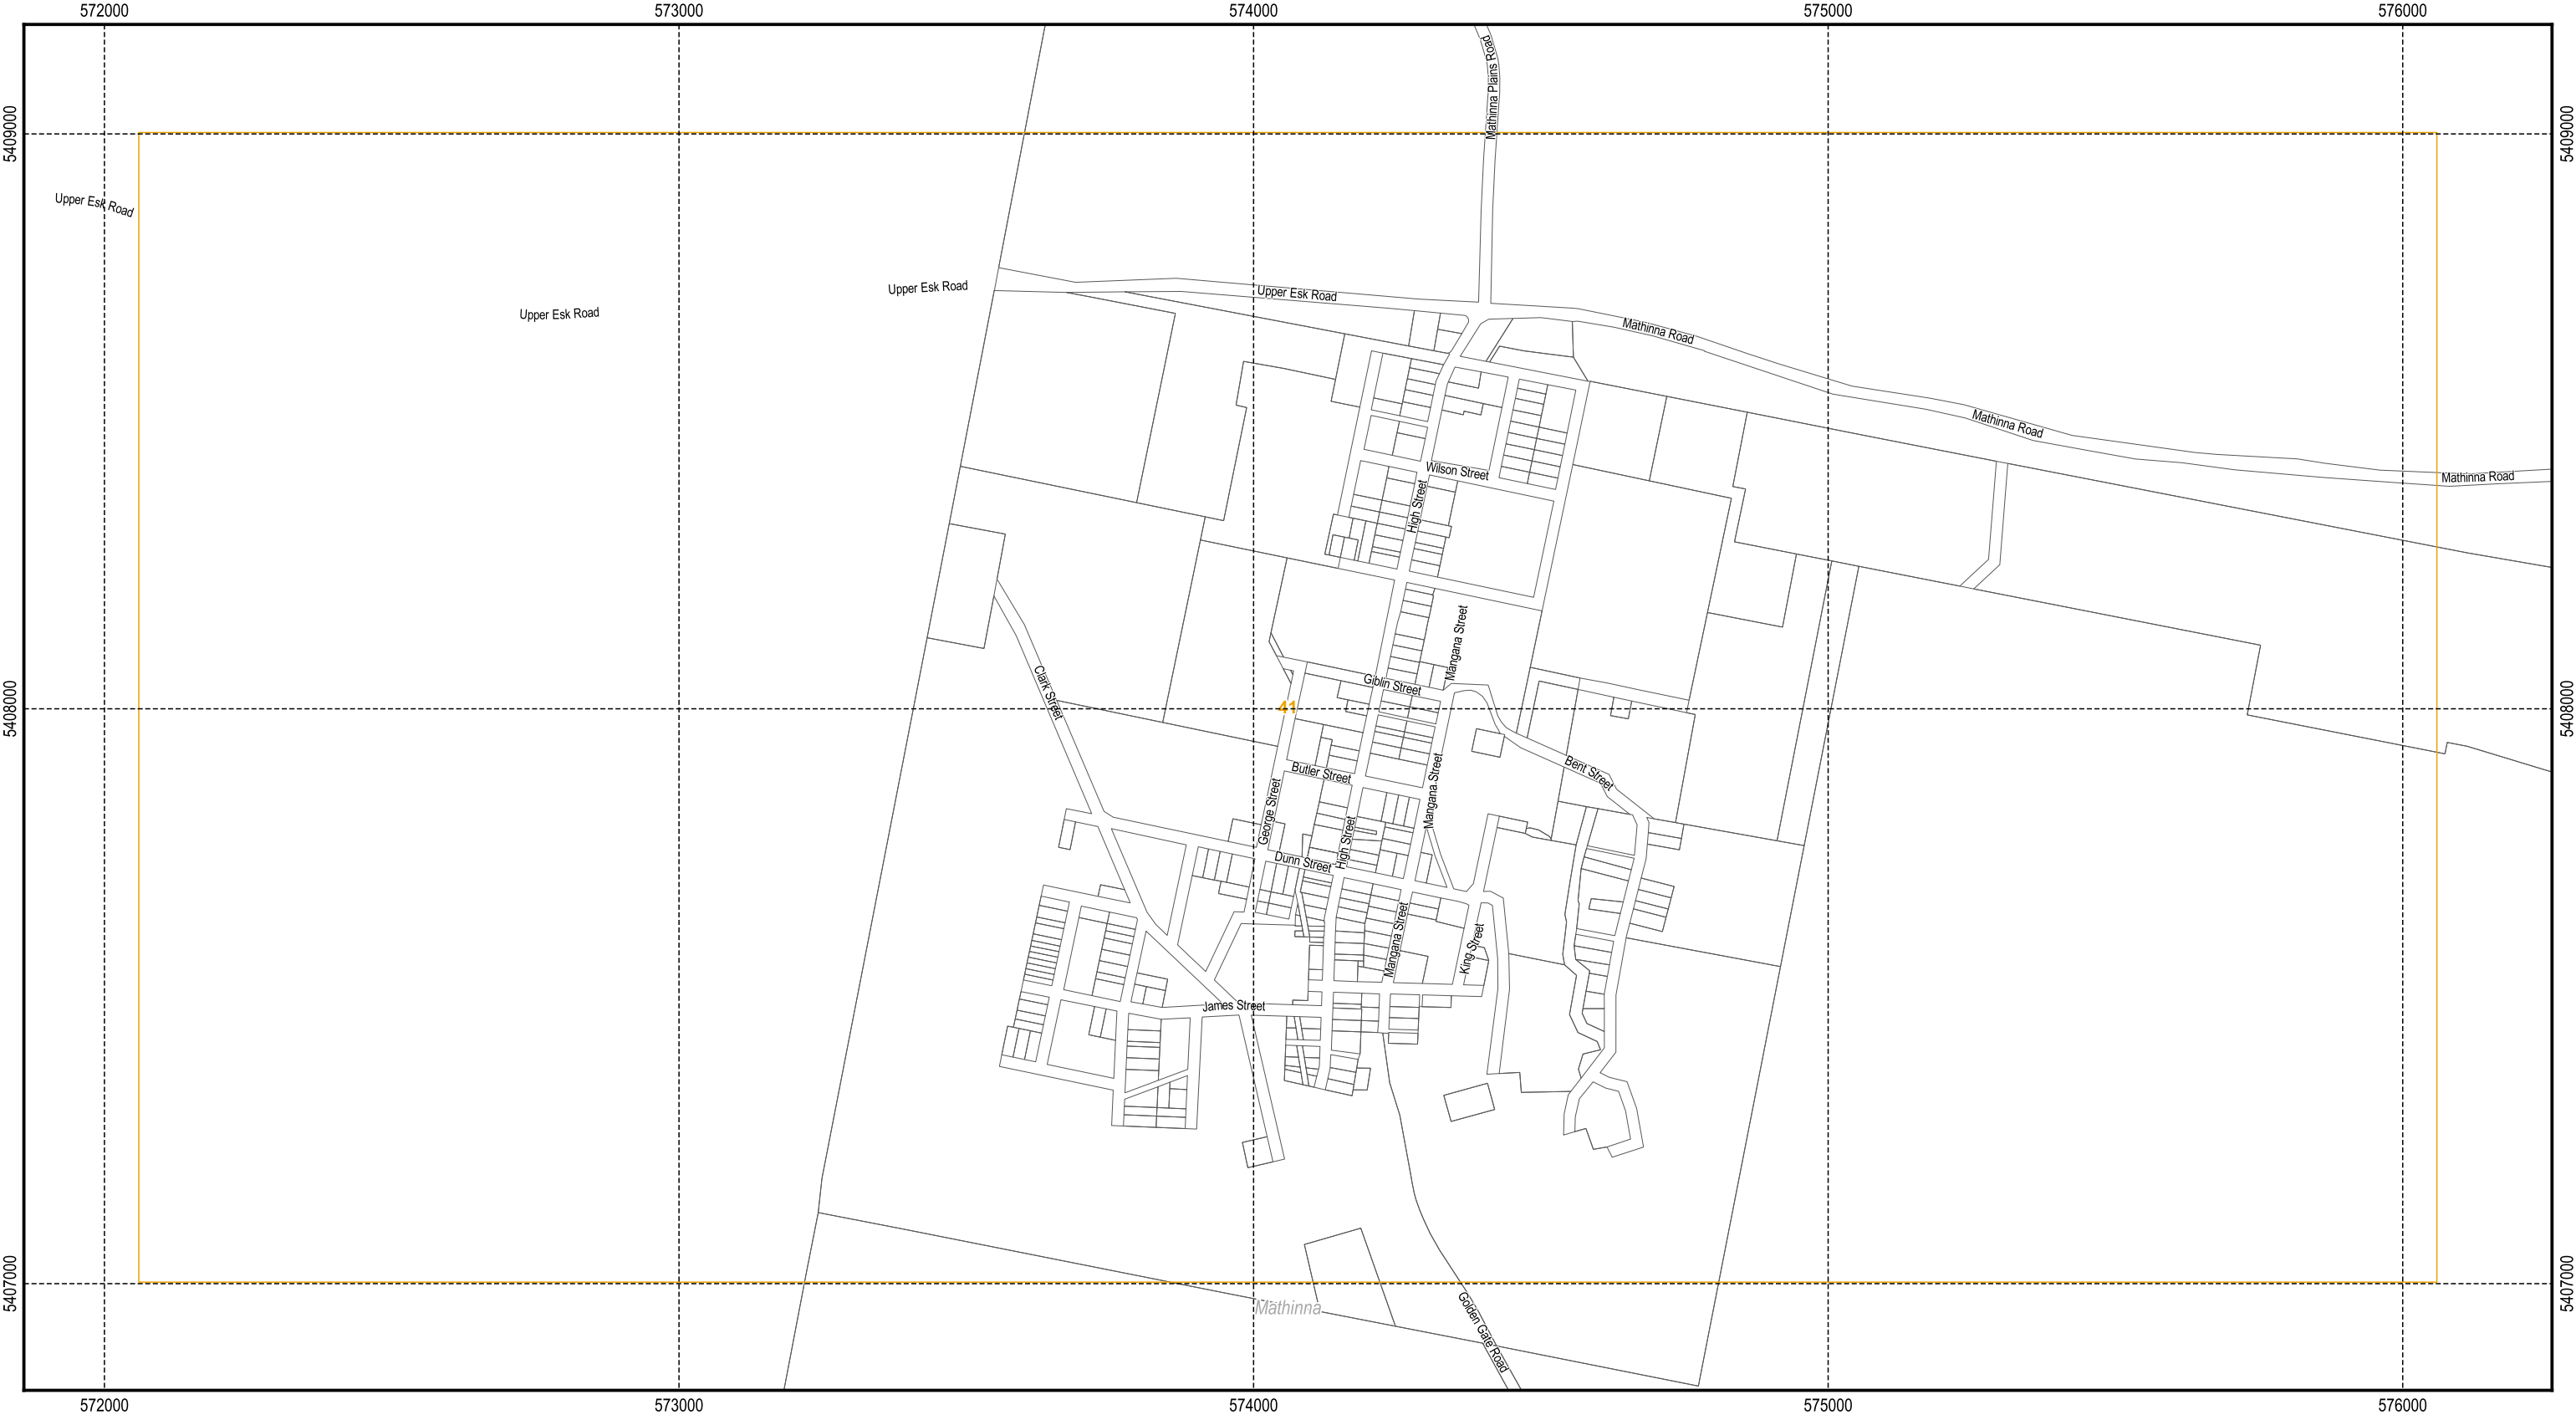 572000 573000 574000 575000 576000
Mathinna Plains Road
5409000 5409000
Upper Esk Road
Upper Esk Road
Upper Esk Road
Upper Esk Road
Mathinna Road
Mathinna Road
Mathinna Road
Wilson Street
High Street
Mangana Street
Giblin Street
Clark Street
5408000 5408000
41
Butler Street
Bent Street
Mangana Street
George Street
High Street
Dunn Street
Mangana Street
King Street
James Street
5407000 5407000
Mathinna
Golden Gate Road
572000 573000 574000 575000 576000